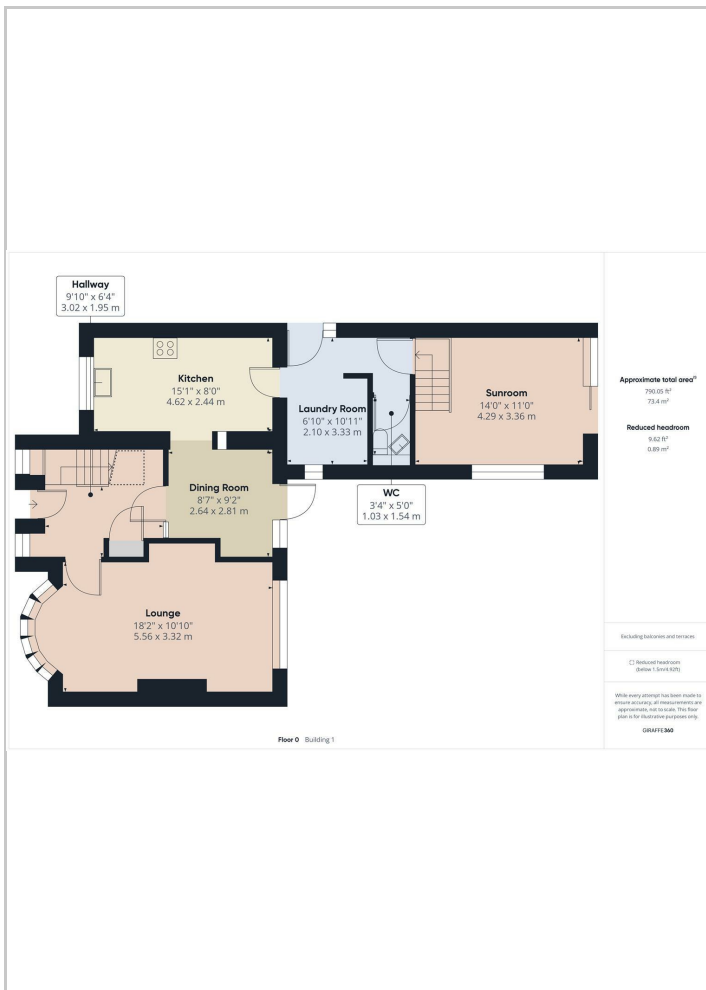 Hallway
9'10" x 6'4"
3.02 x 1.95 m
Kitchen
15'1" x 8'0"
4.62 x 2.44 m
Laundry Room
6'10" x 10'11"
2.10 x 3.33 m
Sunroom
14'0" x 11'0"
4.29 x 3.36 m
Dining Room
8'7" x 9'2"
2.64 x 2.81 m
WC
3'4" x 5'0"
1.03 x 1.54 m
Lounge
18'2" x 10'10"
5.56 x 3.32 m
Floor 0 Building 1
Approximate total area⁽¹⁾
790.05 ft²
73.4 m²
Reduced headroom
9.62 ft²
0.89 m²
Excluding balconies and terraces
Reduced headroom
(below 1.5m/4.92ft)
While every attempt has been made to
ensure accuracy, all measurements are
approximate, not to scale. This floor
plan is for illustrative purposes only.
GIRAFFE360